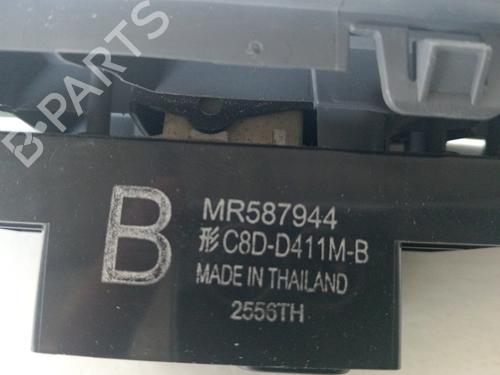 B-PARTS
B
MR587944
形 C8D-D411M-B
MADE IN THAILAND
2556TH